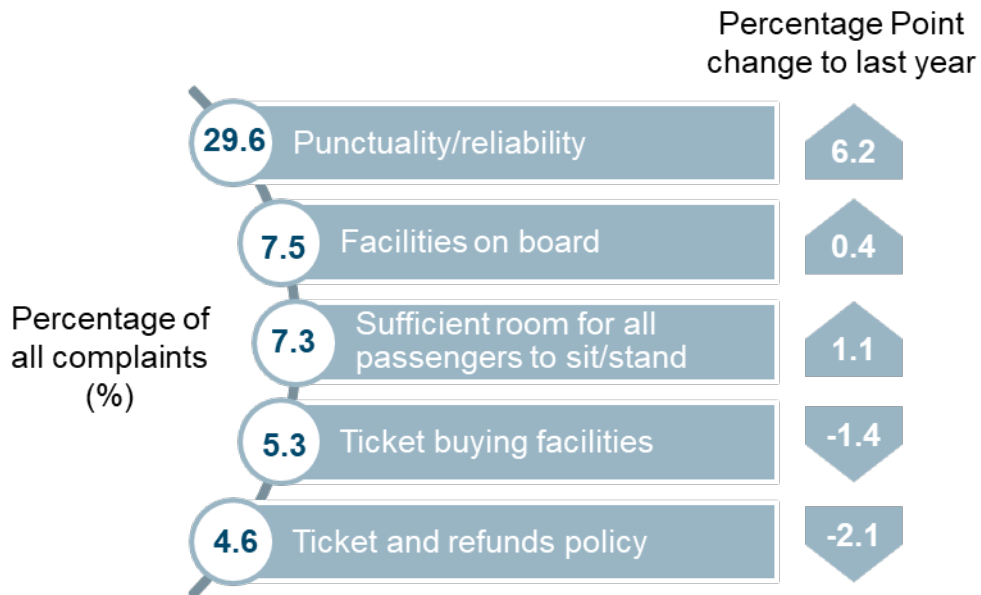 Percentage Point
change to last year
29.6 Punctuality/reliability 6.2
7.5 Facilities on board 0.4
Percentage of
all complaints
(%)
7.3 Sufficient room for all
passengers to sit/stand 1.1
5.3 Ticket buying facilities -1.4
4.6 Ticket and refunds policy -2.1